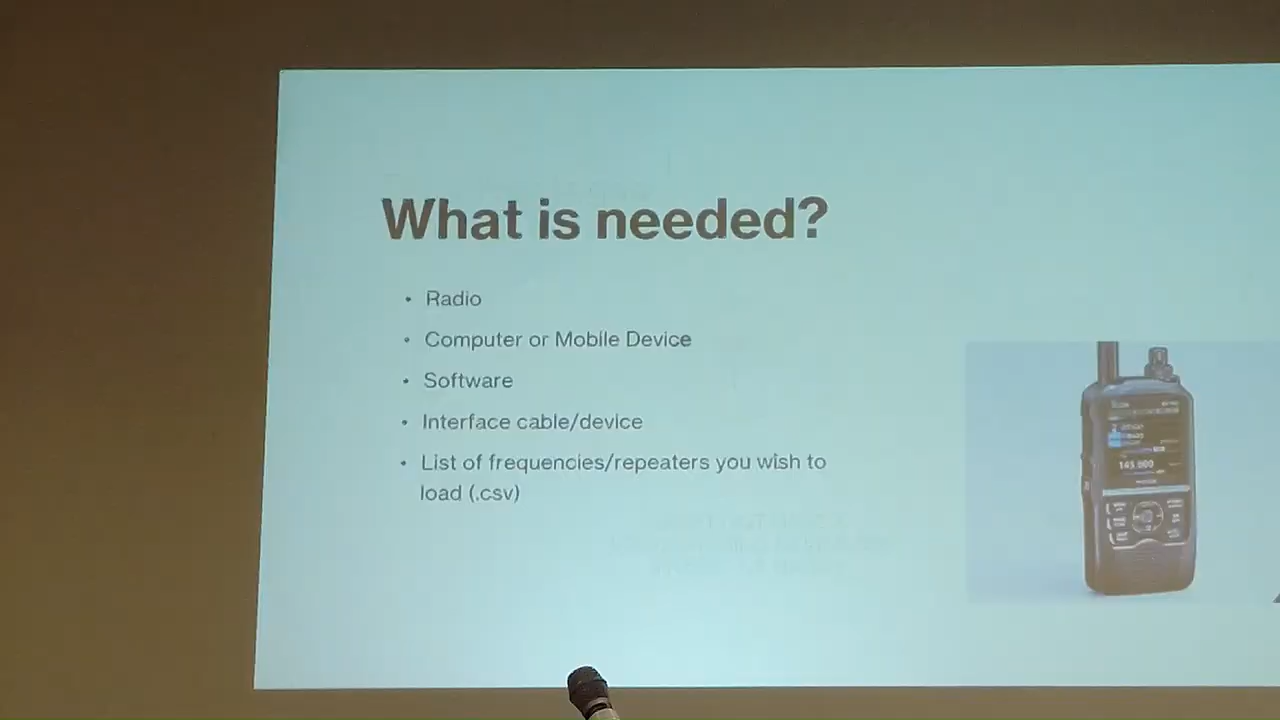 What is needed?
• Radio
• Computer or Mobile Device
• Software
• Interface cable/device
• List of frequencies/repeaters you wish to
load (.csv)
145.000